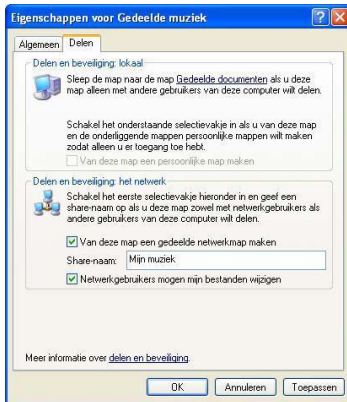 Eigenschappen voor Gedeelde muziek
Algemeen
Delen
Delen en beveiliging: lokaal
Sleep de map naar de map Gedeelde documenten als u deze
map alleen met andere gebruikers van deze computer wilt delen.
Schakel het onderstaande selectievakje in als u van deze map
en de onderliggende mappen persoonlijke mappen wilt maken
zodat alleen u er toegang toe hebt.
Van deze map een persoonlijke map maken
Delen en beveiliging: het netwerk
Schakel het eerste selectievakje hieronder in en geef een
share-naam op als u deze map zowel met netwerkgebruikers als
andere gebruikers van deze computer wilt delen.
Van deze map een gedeelde netwerkmap maken
Share-naam: Mijn muziek
Netwerkgebruikers mogen mijn bestanden wijzigen
Meer informatie over delen en beveiliging.
OK
Annuleren
Toepassen